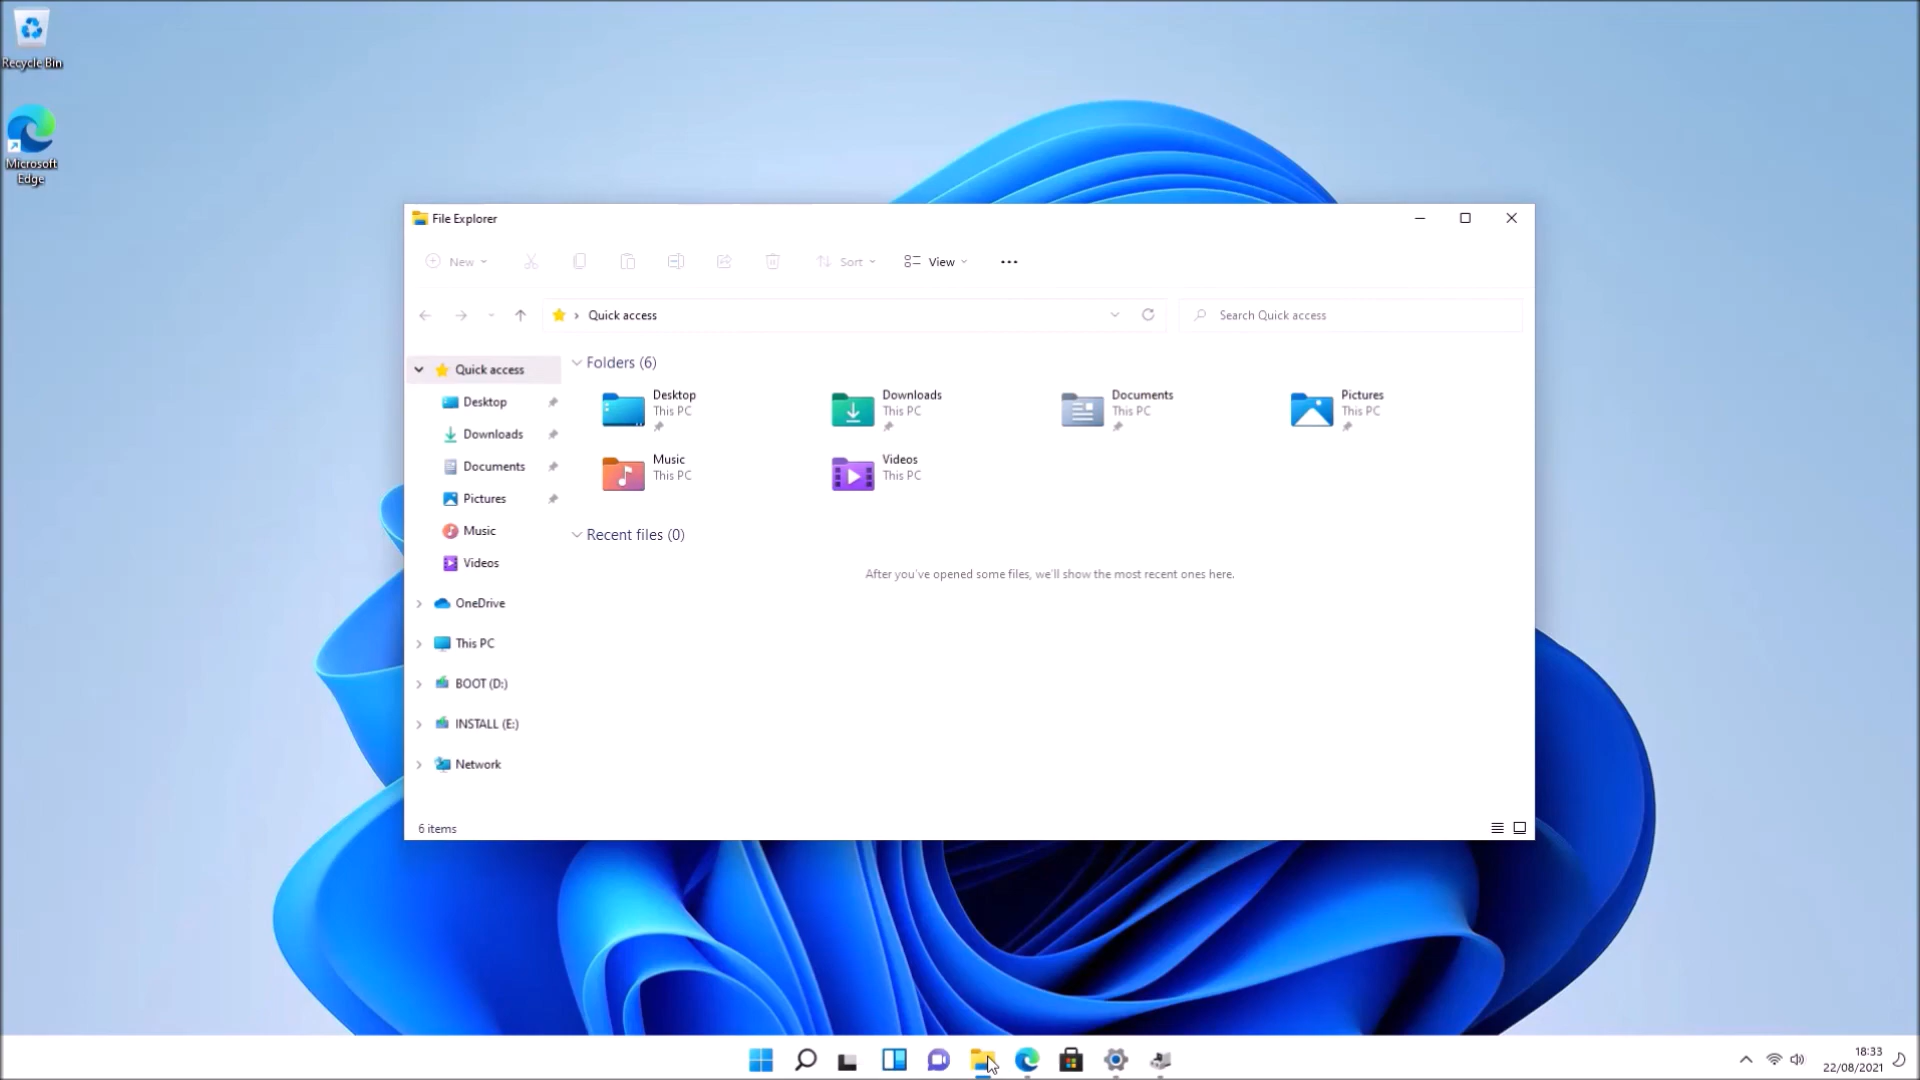 Recycle Bin
Microsoft
Edge
File Explorer
New
Sort
View
Quick access
Search Quick access
Quick access
Desktop
Downloads
Documents
Pictures
Music
Videos
OneDrive
This PC
BOOT (D:)
INSTALL (E:)
Network
Folders (6)
Desktop
This PC
Downloads
This PC
Documents
This PC
Pictures
This PC
Music
This PC
Videos
This PC
Recent files (0)
After you've opened some files, we'll show the most recent ones here.
6 items
18:33
22/08/2021